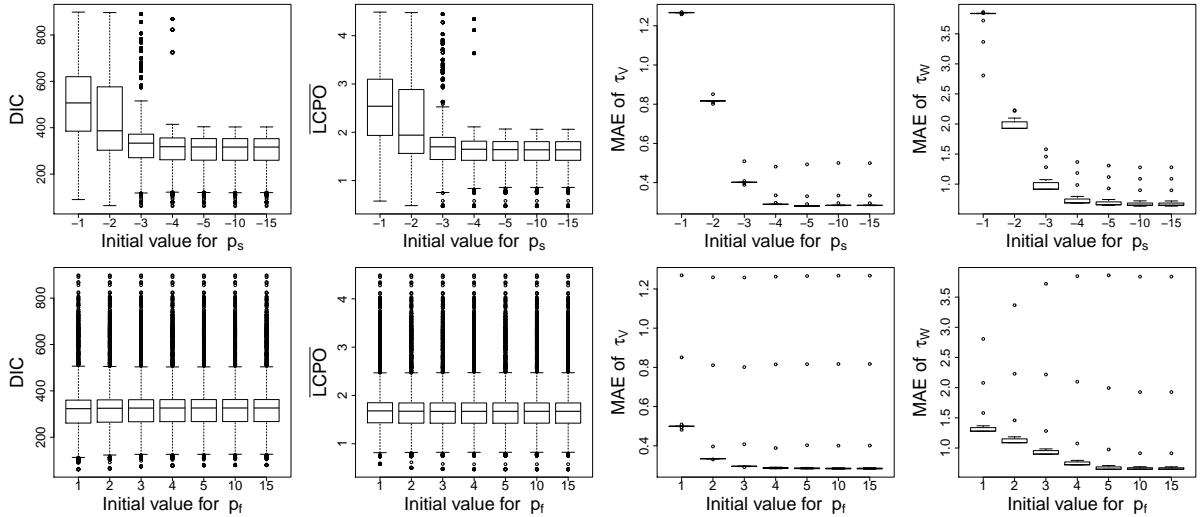 DIC
200 400 600 800
-1 -2 -3 -4 -5 -10 -15
Initial value for p_s
LCPO
1 2 3 4
-1 -2 -3 -4 -5 -10 -15
Initial value for p_s
MAE of τ_V
0.4 0.8 1.2
-1 -2 -3 -4 -5 -10 -15
Initial value for p_s
MAE of τ_W
1.0 1.5 2.0 2.5 3.0 3.5
-1 -2 -3 -4 -5 -10 -15
Initial value for p_s
DIC
200 400 600 800
1 2 3 4 5 10 15
Initial value for p_f
LCPO
1 2 3 4
1 2 3 4 5 10 15
Initial value for p_f
MAE of τ_V
0.4 0.8 1.2
1 2 3 4 5 10 15
Initial value for p_f
MAE of τ_W
1.0 1.5 2.0 2.5 3.0 3.5
1 2 3 4 5 10 15
Initial value for p_f